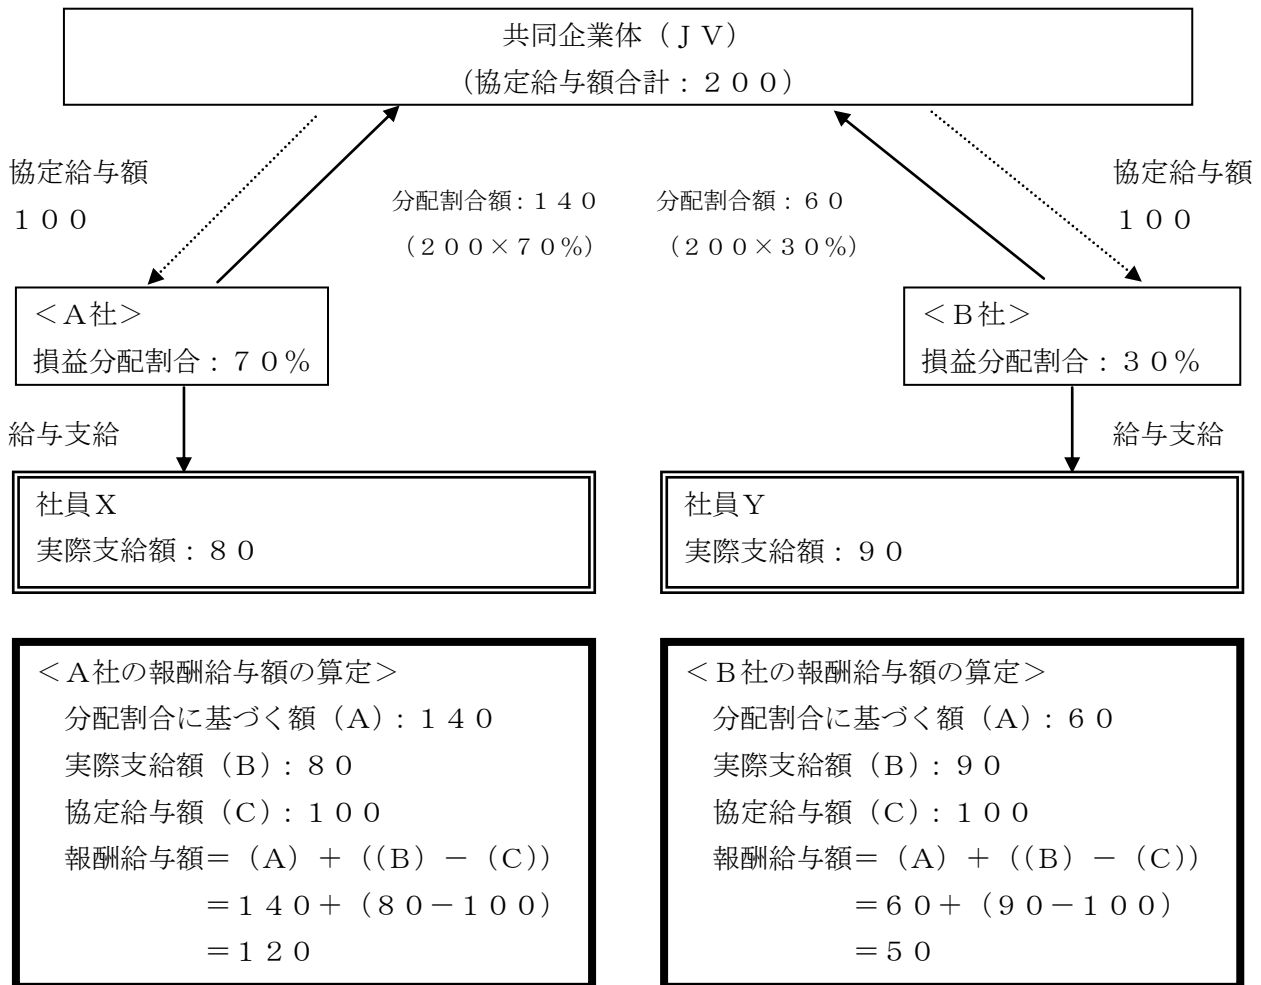 共同企業体（ＪＶ）
（協定給与額合計：２００）
協定給与額
１００
分配割合額：１４０
（２００×７０％）
分配割合額：６０
（２００×３０％）
協定給与額
１００
＜Ａ社＞
損益分配割合：７０％
＜Ｂ社＞
損益分配割合：３０％
給与支給
給与支給
社員Ｘ
実際支給額：８０
社員Ｙ
実際支給額：９０
＜Ａ社の報酬給与額の算定＞
分配割合に基づく額（Ａ）：１４０
実際支給額（Ｂ）：８０
協定給与額（Ｃ）：１００
報酬給与額＝（Ａ）＋（（Ｂ）－（Ｃ））
＝１４０＋（８０－１００）
＝１２０
＜Ｂ社の報酬給与額の算定＞
分配割合に基づく額（Ａ）：６０
実際支給額（Ｂ）：９０
協定給与額（Ｃ）：１００
報酬給与額＝（Ａ）＋（（Ｂ）－（Ｃ））
＝６０＋（９０－１００）
＝５０